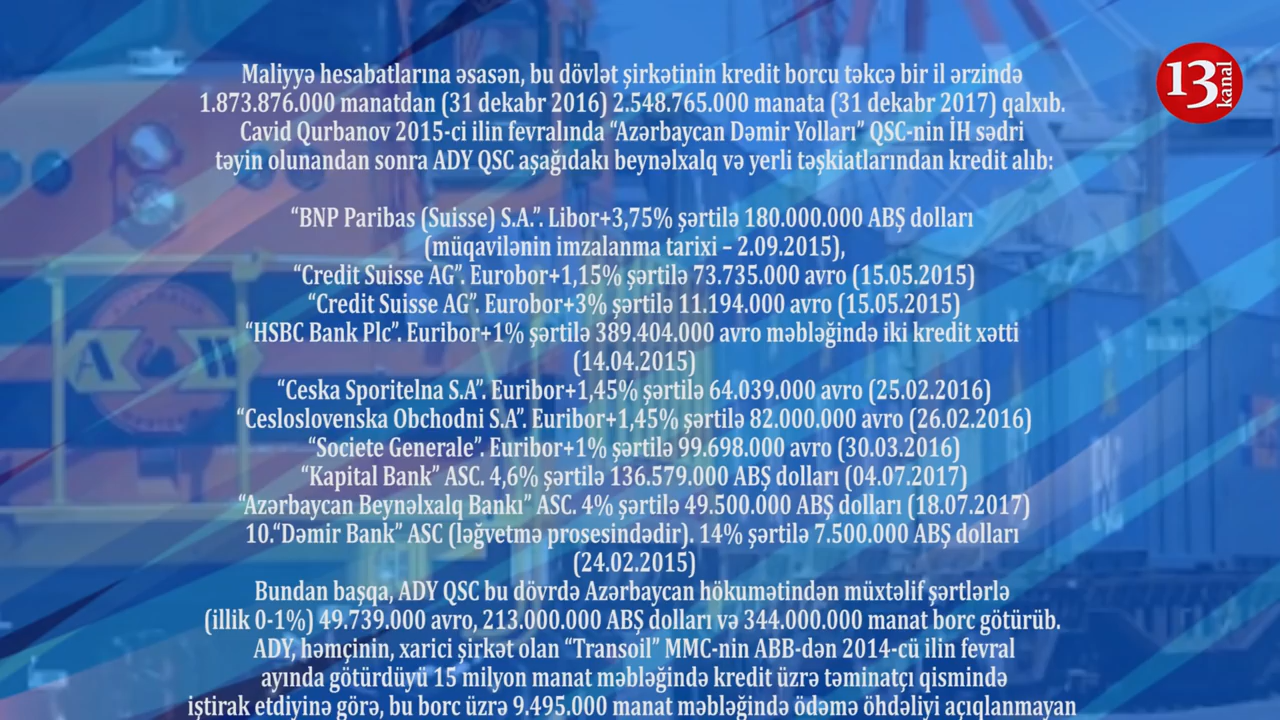 Maliyyə hesabatlarına əsasən, bu dövlət şirkətinin kredit borcu təkcə bir il ərzində
1.873.876.000 manatdan (31 dekabr 2016) 2.548.765.000 manata (31 dekabr 2017) qalxıb.
Cavid Qurbanov 2015-ci ilin fevralında “Azərbaycan Dəmir Yolları” QSC-nin İH sədri
təyin olunandan sonra ADY QSC aşağıdakı beynəlxalq və yerli təşkiatlarından kredit alıb:
“BNP Paribas (Suisse) S.A.”. Libor+3,75% şərtilə 180.000.000 ABŞ dolları
(müqavilənin imzalanma tarixi – 2.09.2015),
“Credit Suisse AG”. Eurobor+1,15% şərtilə 73.735.000 avro (15.05.2015)
“Credit Suisse AG”. Eurobor+3% şərtilə 11.194.000 avro (15.05.2015)
“HSBC Bank Plc”. Euribor+1% şərtilə 389.404.000 avro məbləğində iki kredit xətti
(14.04.2015)
“Ceska Sporitelna S.A”. Euribor+1,45% şərtilə 64.039.000 avro (25.02.2016)
“Cesloslovenska Obchodni S.A”. Euribor+1,45% şərtilə 82.000.000 avro (26.02.2016)
“Societe Generale”. Euribor+1% şərtilə 99.698.000 avro (30.03.2016)
“Kapital Bank” ASC. 4,6% şərtilə 136.579.000 ABŞ dolları (04.07.2017)
“Azərbaycan Beynəlxalq Bankı” ASC. 4% şərtilə 49.500.000 ABŞ dolları (18.07.2017)
10.“Dəmir Bank” ASC (ləğvetmə prosesindədir). 14% şərtilə 7.500.000 ABŞ dolları
(24.02.2015)
Bundan başqa, ADY QSC bu dövrdə Azərbaycan hökumətindən müxtəlif şərtlərlə
(illik 0-1%) 49.739.000 avro, 213.000.000 ABŞ dolları və 344.000.000 manat borc götürüb.
ADY, həmçinin, xarici şirkət olan “Transoil” MMC-nin ABB-dən 2014-cü ilin fevral
ayında götürdüyü 15 milyon manat məbləğində kredit üzrə təminatçı qismində
iştirak etdiyinə görə, bu borc üzrə 9.495.000 manat məbləğində ödəmə öhdəliyi açıqlanmayan
13 kanal
A W